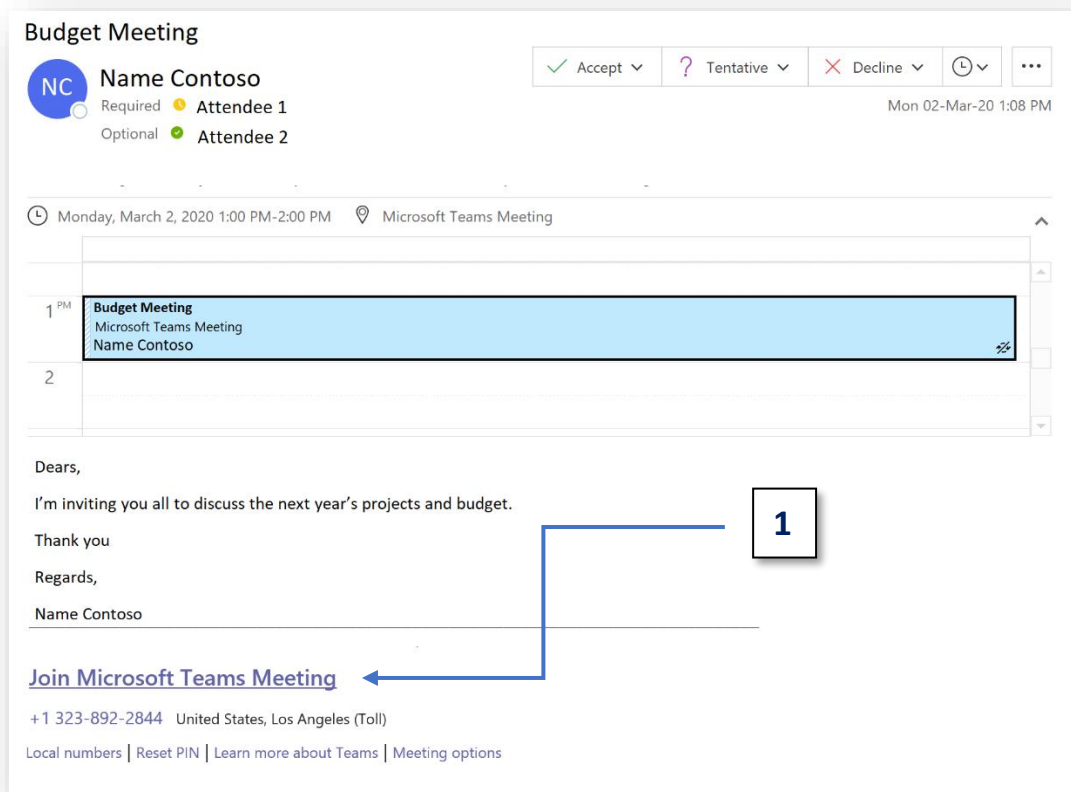 Budget Meeting
NC
Name Contoso
Required Attendee 1
Optional Attendee 2
Accept
Tentative
Decline
Mon 02-Mar-20 1:08 PM
Monday, March 2, 2020 1:00 PM-2:00 PM Microsoft Teams Meeting
1 PM
Budget Meeting
Microsoft Teams Meeting
Name Contoso
2
Dears,
I'm inviting you all to discuss the next year's projects and budget.
1
Thank you
Regards,
Name Contoso
Join Microsoft Teams Meeting
+1 323-892-2844 United States, Los Angeles (Toll)
Local numbers | Reset PIN | Learn more about Teams | Meeting options